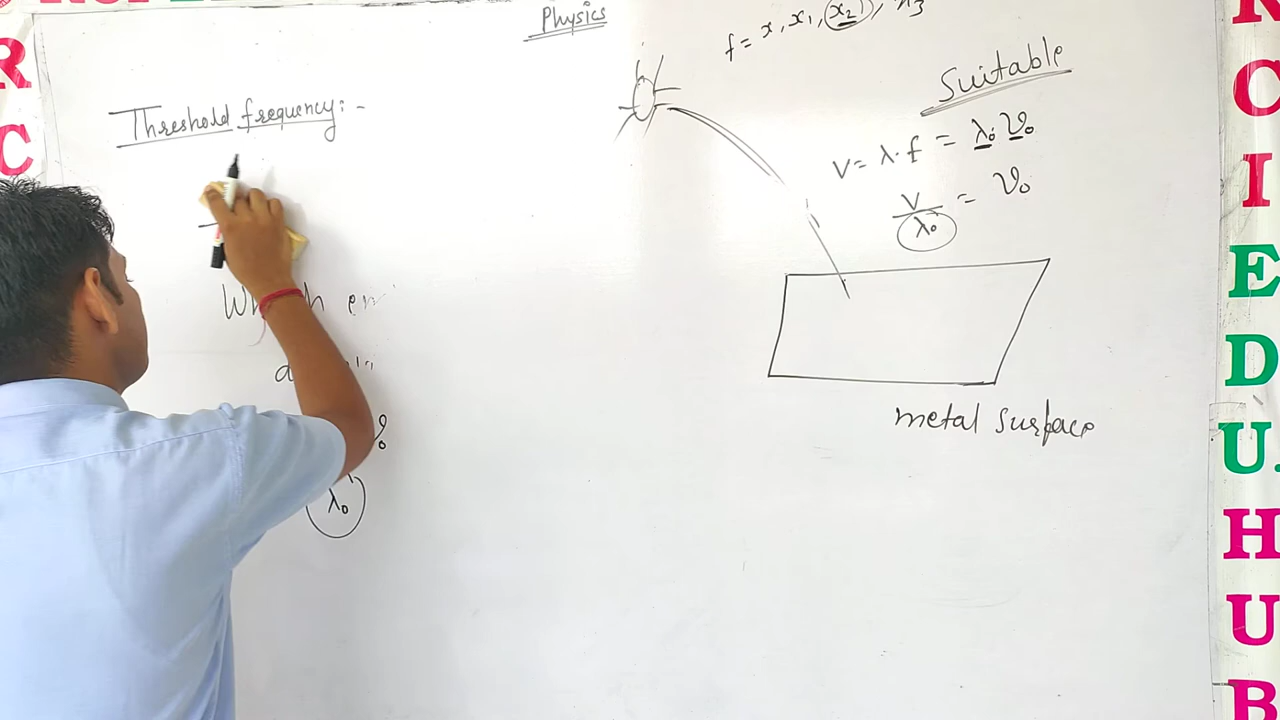 Physics
f = x, x₁, x₂, x₃
Suitable
Threshold frequency:-
V = λ · f = λ₀ ν₀
V/λ₀ = ν₀
λ₀
metal surface
R
C
R
C
I
E
D
U.
H
U
B